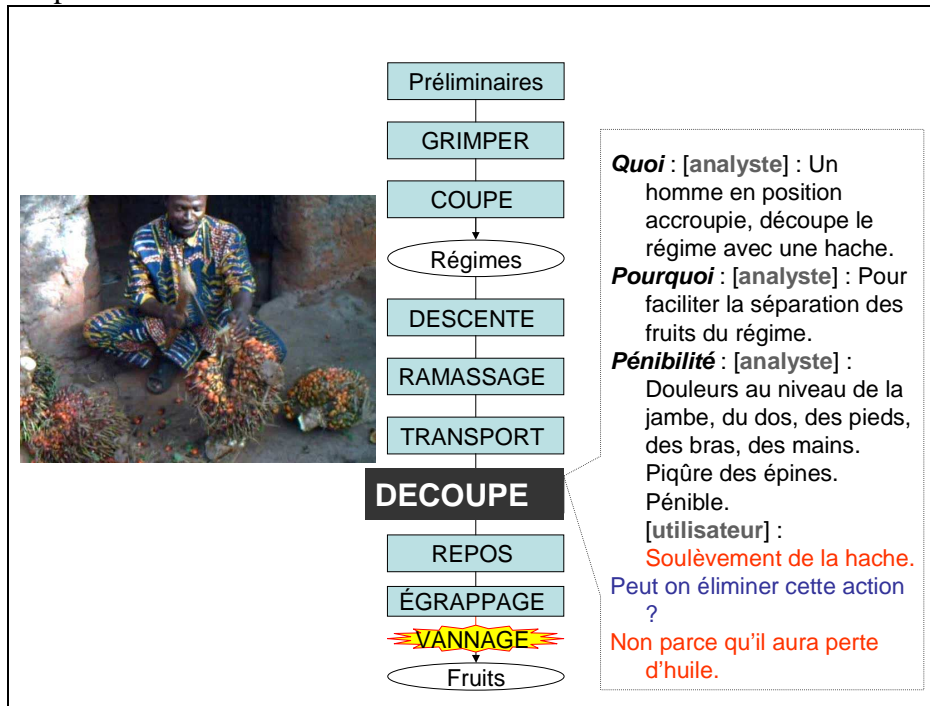 Préliminaires
GRIMPER
COUPE
Régimes
DESCENTE
RAMASSAGE
TRANSPORT
DECOUPE
REPOS
ÉGRAPPAGE
VANNAGE
Fruits
Quoi : [analyste] : Un
homme en position
accroupie, découpe le
régime avec une hache.
Pourquoi : [analyste] : Pour
faciliter la séparation des
fruits du régime.
Pénibilité : [analyste] :
Douleurs au niveau de la
jambe, du dos, des pieds,
des bras, des mains.
Piqûre des épines.
Pénible.
[utilisateur] :
Soulèvement de la hache.
Peut on éliminer cette action
?
Non parce qu'il aura perte
d'huile.